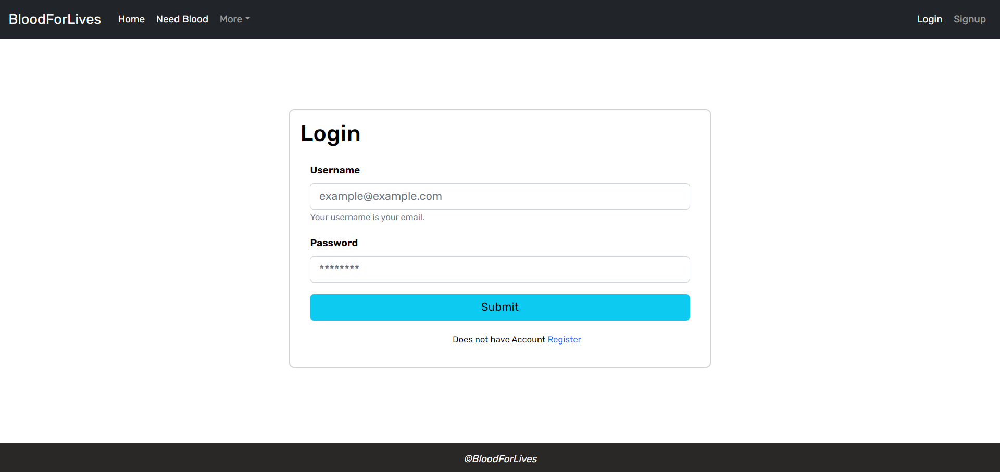 BloodForLives Home Need Blood More Login Signup
Login
Username
example@example.com
Your username is your email.
Password
********
Submit
Does not have Account Register
©BloodForLives